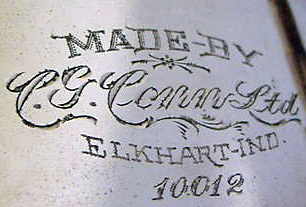 MADE-BY
C.G. Conn Ltd
ELKHART-IND.
10012